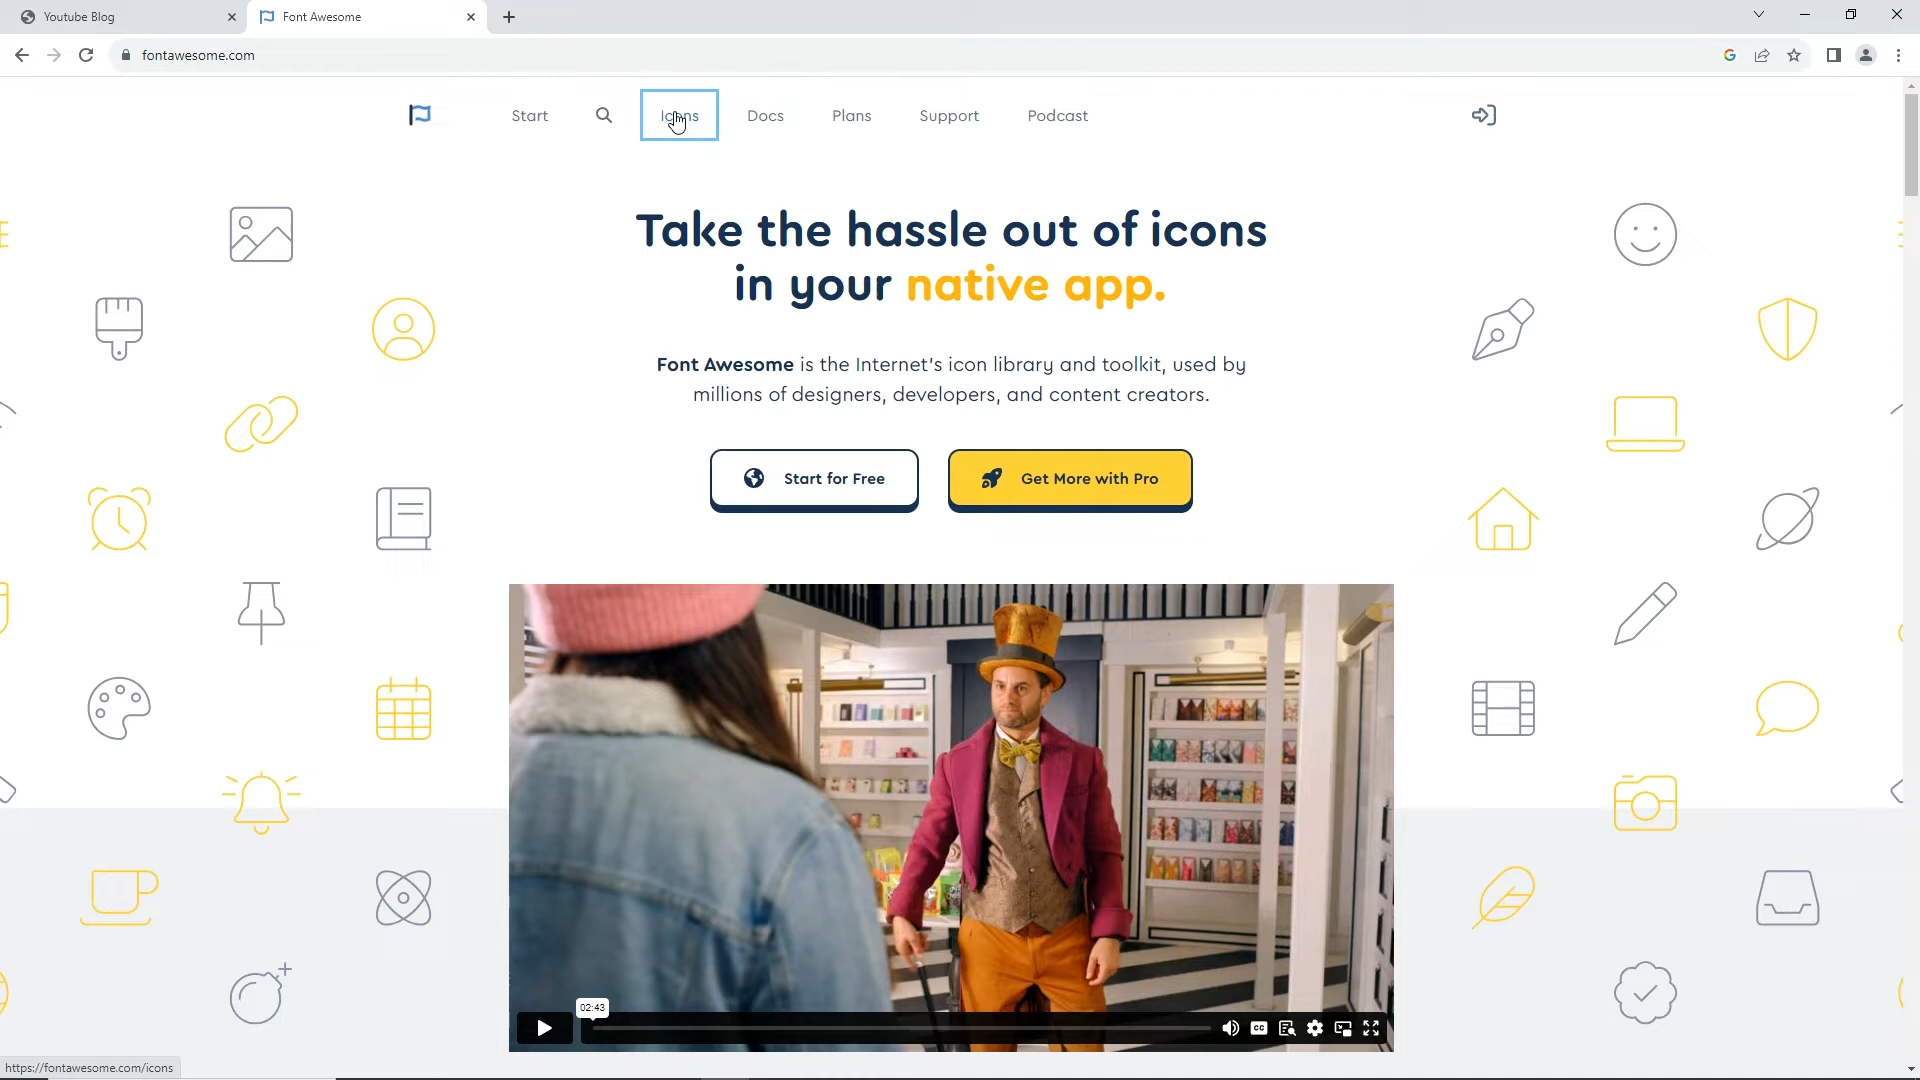 Youtube Blog
Font Awesome
fontawesome.com
Start
Icons
Docs
Plans
Support
Podcast
Take the hassle out of icons
in your native app.
Font Awesome is the Internet's icon library and toolkit, used by
millions of designers, developers, and content creators.
Start for Free
Get More with Pro
02:43
CC
https://fontawesome.com/icons